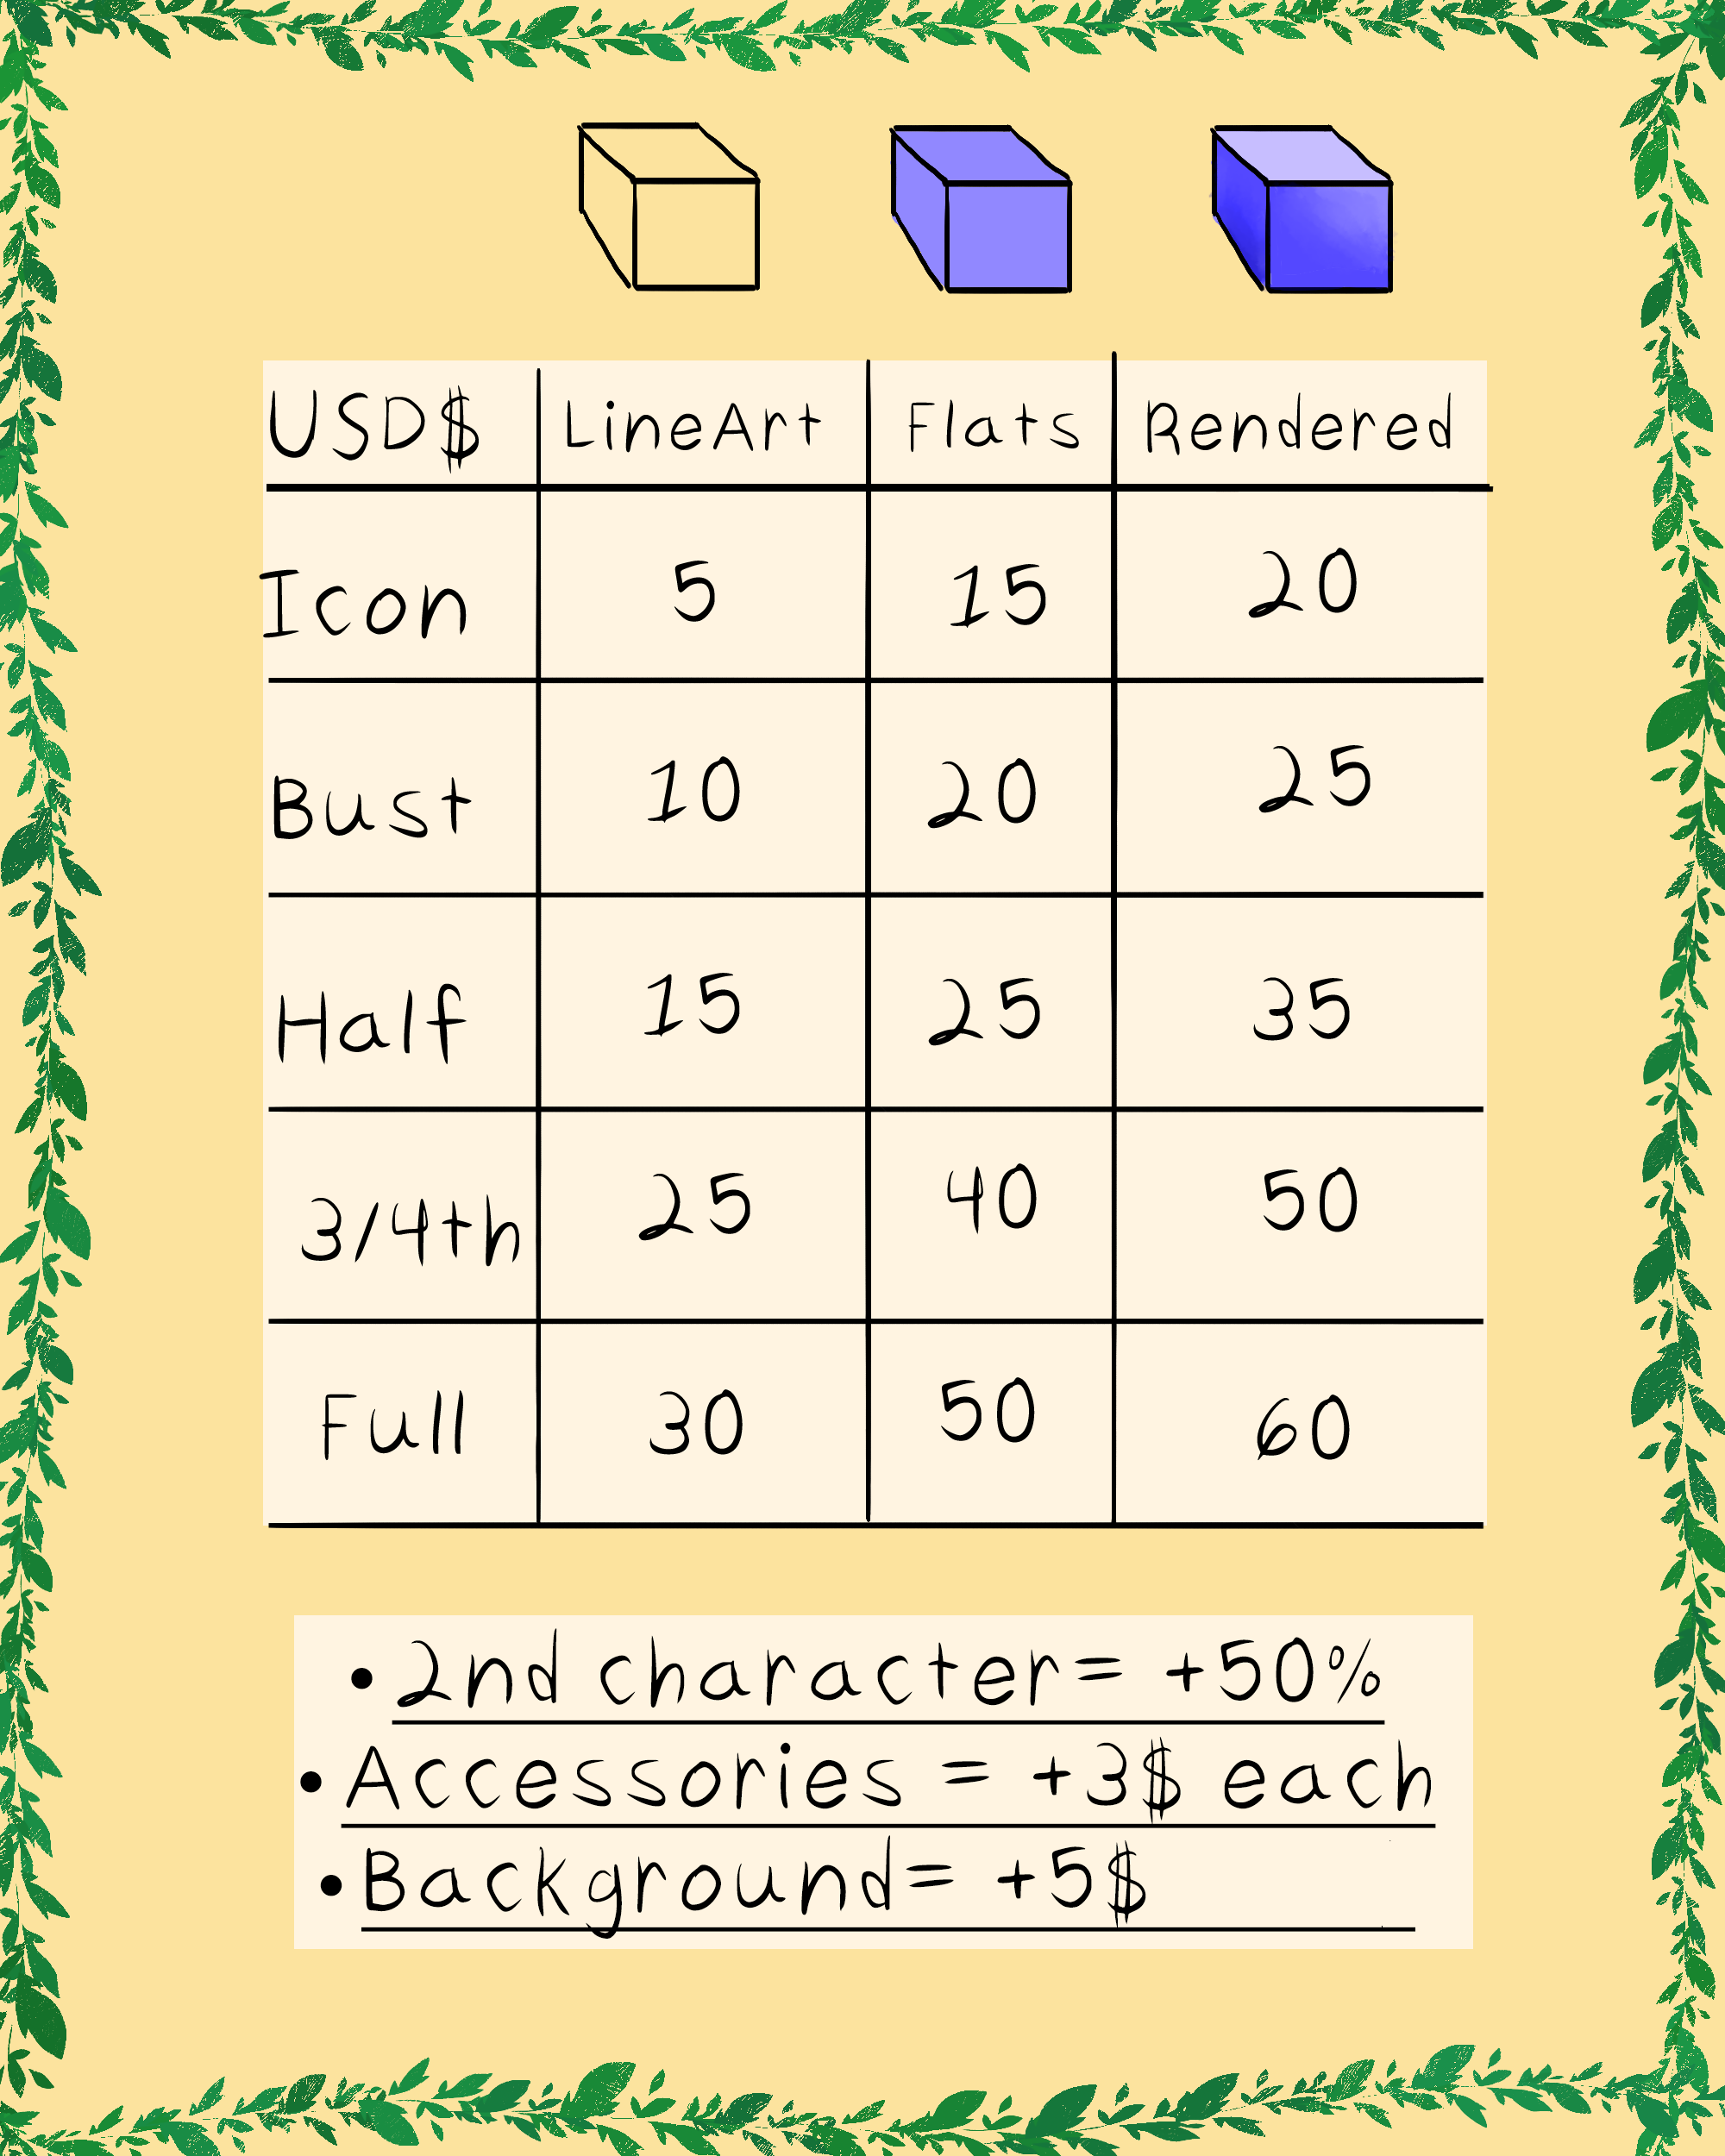 USD$ LineArt Flats Rendered
Icon 5 15 20
Bust 10 20 25
Half 15 25 35
3/4th 25 40 50
Full 30 50 60
•2nd character= +50%
•Accessories = +3$ each
•Background= +5$